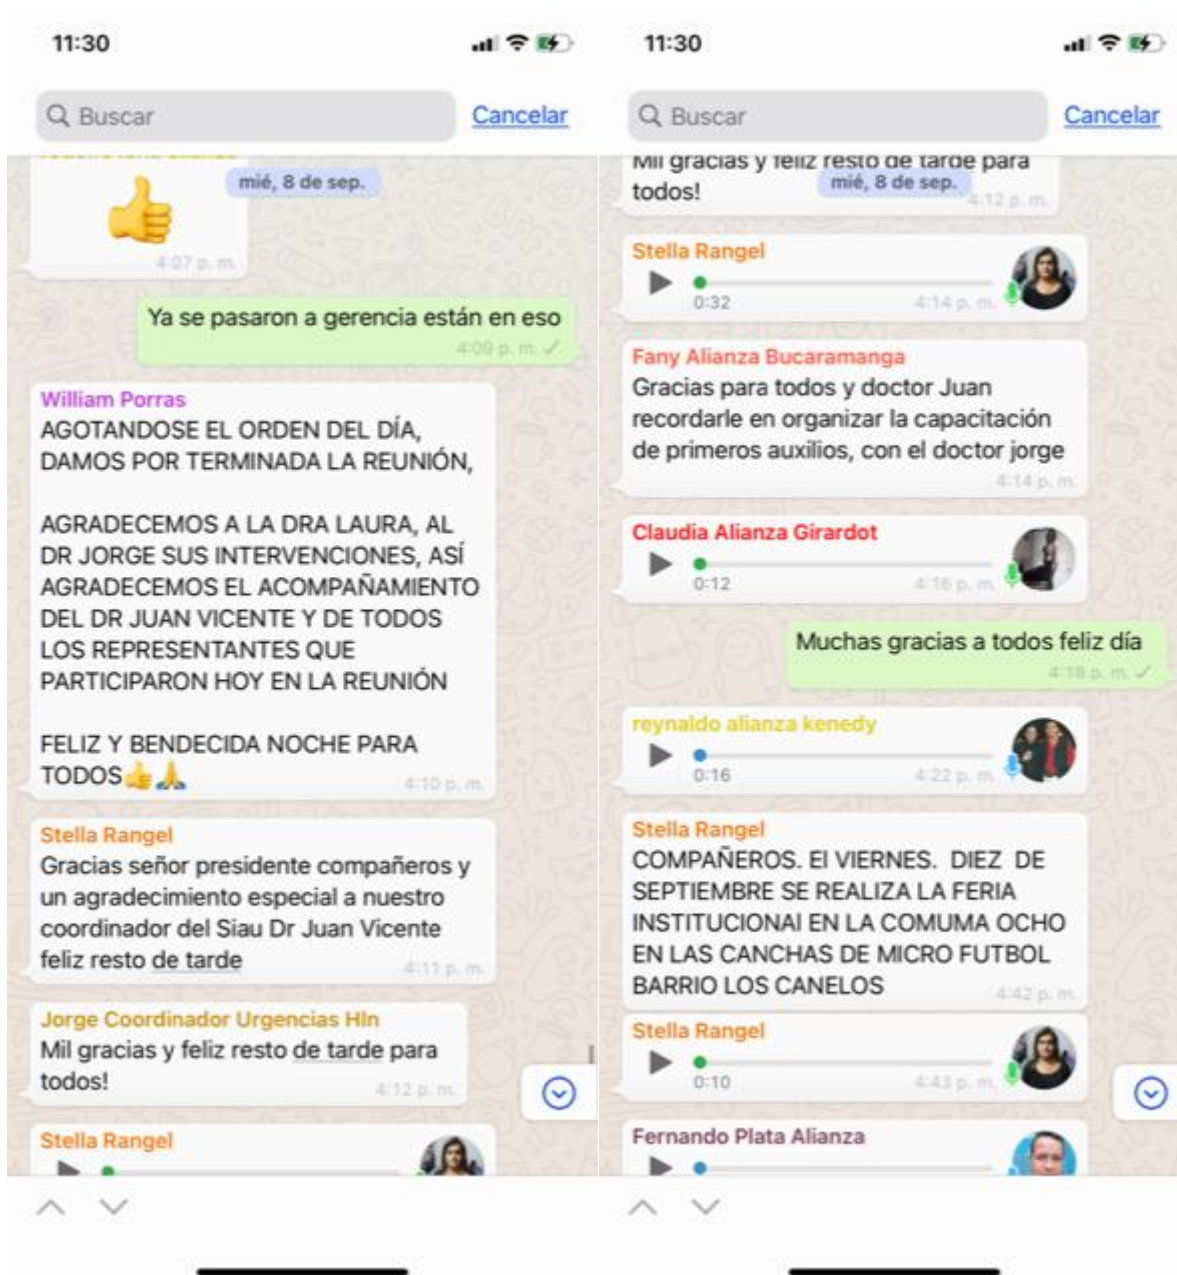 11:30
Buscar
Cancelar
mié, 8 de sep.
4:07 p. m.
Ya se pasaron a gerencia están en eso
4:09 p. m.
William Porras
AGOTANDOSE EL ORDEN DEL DÍA,
DAMOS POR TERMINADA LA REUNIÓN,
AGRADECEMOS A LA DRA LAURA, AL
DR JORGE SUS INTERVENCIONES, ASÍ
AGRADECEMOS EL ACOMPAÑAMIENTO
DEL DR JUAN VICENTE Y DE TODOS
LOS REPRESENTANTES QUE
PARTICIPARON HOY EN LA REUNIÓN
FELIZ Y BENDECIDA NOCHE PARA
TODOS👍🙏
4:10 p. m.
Stella Rangel
Gracias señor presidente compañeros y
un agradecimiento especial a nuestro
coordinador del Siau Dr Juan Vicente
feliz resto de tarde
4:11 p. m.
Jorge Coordinador Urgencias Hln
Mil gracias y feliz resto de tarde para
todos!
4:12 p. m.
Stella Rangel
11:30
Buscar
Cancelar
Mil gracias y feliz resto de tarde para
todos!
mié, 8 de sep.
4:12 p. m.
Stella Rangel
0:32
4:14 p. m.
Fany Alianza Bucaramanga
Gracias para todos y doctor Juan
recordarle en organizar la capacitación
de primeros auxilios, con el doctor jorge
4:14 p. m.
Claudia Alianza Girardot
0:12
4:16 p. m.
Muchas gracias a todos feliz día
4:18 p. m.
reynaldo alianza kenedy
0:16
4:22 p. m.
Stella Rangel
COMPAÑEROS. El VIERNES. DIEZ DE
SEPTIEMBRE SE REALIZA LA FERIA
INSTITUCIONAl EN LA COMUMA OCHO
EN LAS CANCHAS DE MICRO FUTBOL
BARRIO LOS CANELOS
4:42 p. m.
Stella Rangel
0:10
4:43 p. m.
Fernando Plata Alianza